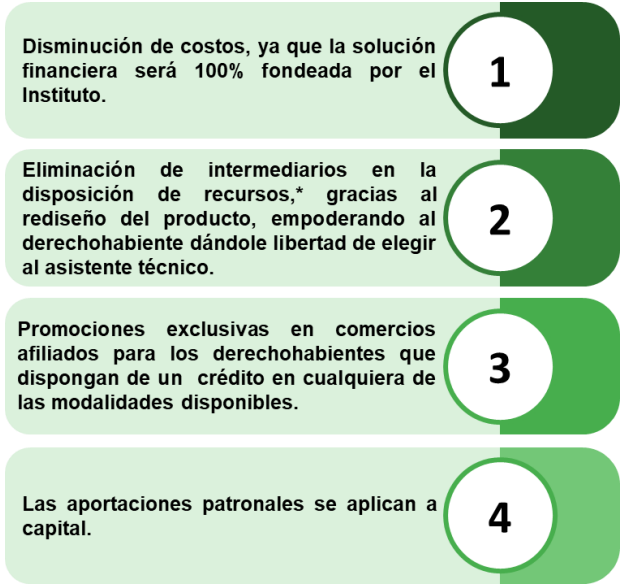 Disminución de costos, ya que la solución
financiera será 100% fondeada por el
Instituto.
1
Eliminación de intermediarios en la
disposición de recursos,* gracias al
rediseño del producto, empoderando al
derechohabiente dándole libertad de elegir
al asistente técnico.
2
Promociones exclusivas en comercios
afiliados para los derechohabientes que
dispongan de un crédito en cualquiera de
las modalidades disponibles.
3
Las aportaciones patronales se aplican a
capital.
4